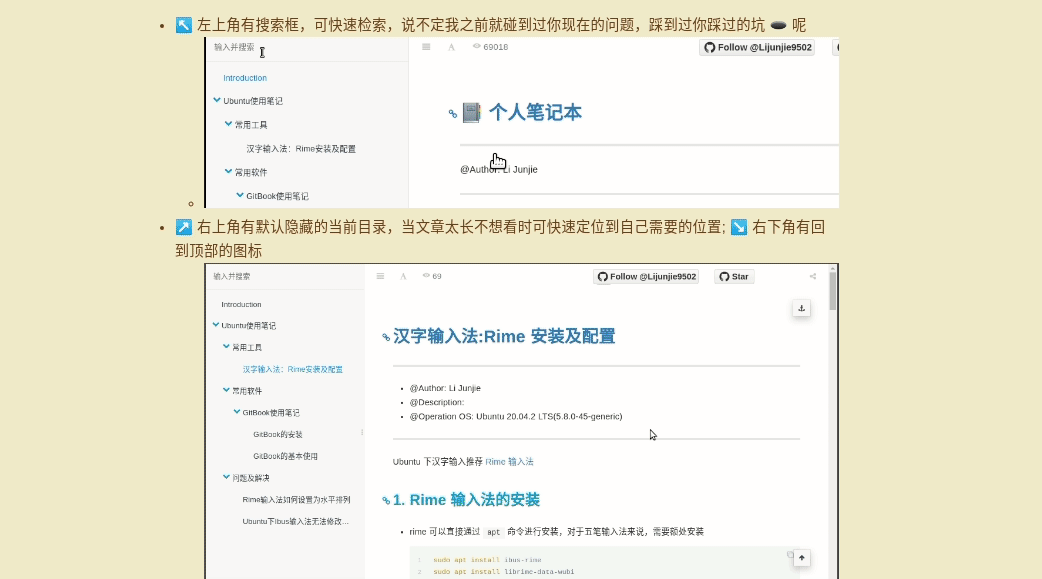 左上角有搜索框，可快速检索，说不定我之前就碰到过你现在的问题，踩到过你踩过的坑 🕳 呢
输入并搜索
A 69018
Follow @Lijunjie9502
Introduction
Ubuntu使用笔记
常用工具
汉字输入法：Rime安装及配置
常用软件
GitBook使用笔记
个人笔记本
@Author: Li Junjie
右上角有默认隐藏的当前目录，当文章太长不想看时可快速定位到自己需要的位置; ↘ 右下角有回
到顶部的图标
输入并搜索
A 69
Follow @Lijunjie9502
Star
Introduction
Ubuntu使用笔记
常用工具
汉字输入法：Rime安装及配置
常用软件
GitBook使用笔记
GitBook的安装
GitBook的基本使用
问题及解决
Rime输入法如何设置为水平排列
Ubuntu下Ibus输入法无法修改...
汉字输入法:Rime 安装及配置
@Author: Li Junjie
@Description:
@Operation OS: Ubuntu 20.04.2 LTS(5.8.0-45-generic)
Ubuntu 下汉字输入推荐 Rime 输入法
1. Rime 输入法的安装
rime 可以直接通过 apt 命令进行安装，对于五笔输入法来说，需要额处安装
1 sudo apt install ibus-rime
2 sudo apt install librime-data-wubi